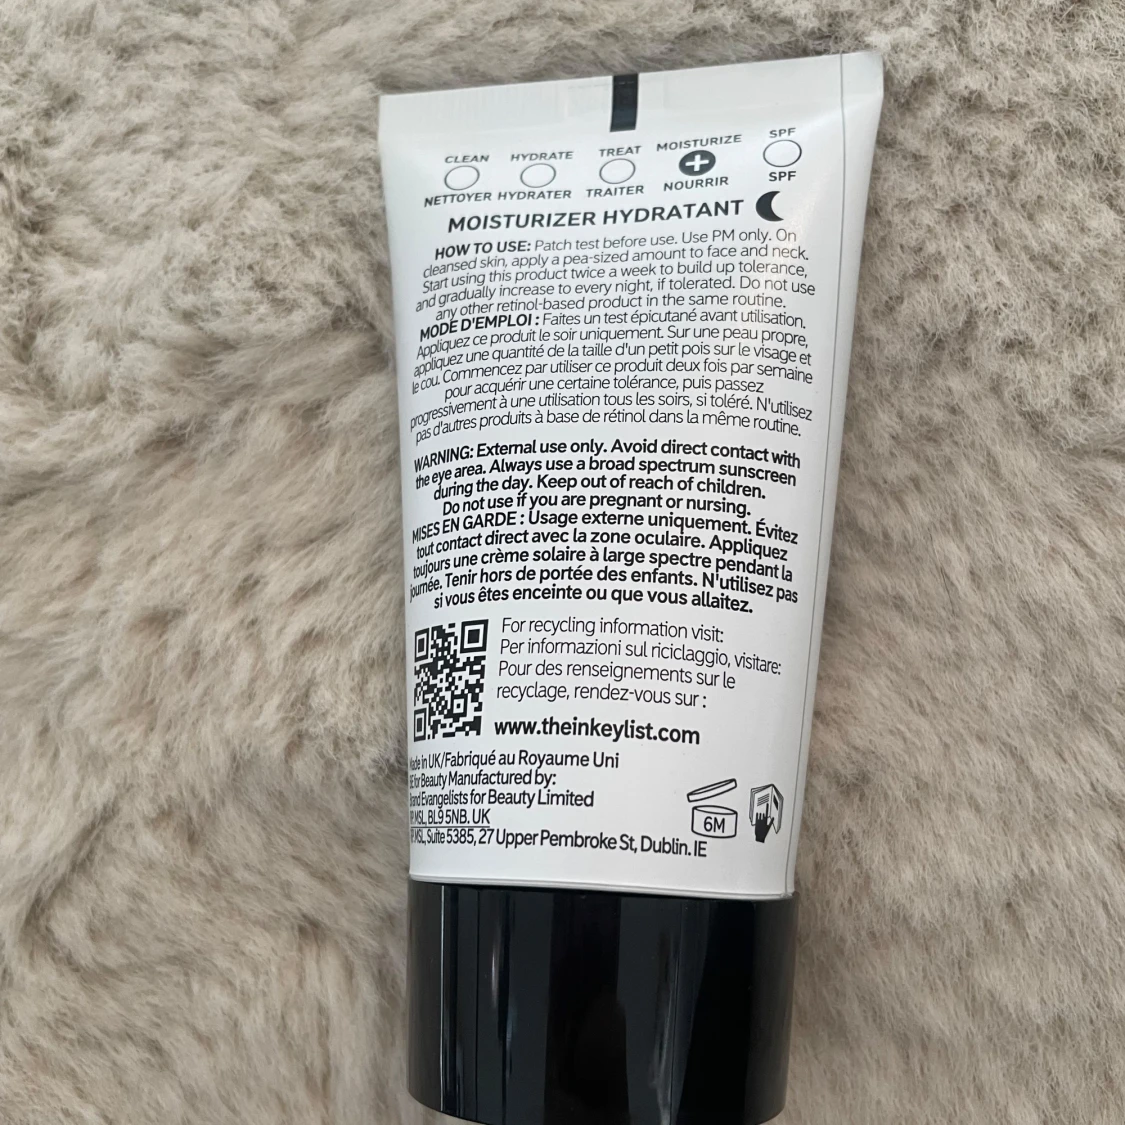 CLEAN HYDRATE TREAT MOISTURIZE SPF
NETTOYER HYDRATER TRAITER NOURRIR SPF
MOISTURIZER HYDRATANT
HOW TO USE: Patch test before use. Use PM only. On
cleansed skin, apply a pea-sized amount to face and neck.
Start using this product twice a week to build up tolerance,
and gradually increase to every night, if tolerated. Do not use
any other retinol-based product in the same routine.
MODE D'EMPLOI : Faites un test épicutané avant utilisation.
Appliquez ce produit le soir uniquement. Sur une peau propre,
appliquez une quantité de la taille d'un petit pois sur le visage et
le cou. Commencez par utiliser ce produit deux fois par semaine
pour acquérir une certaine tolérance, puis passez
progressivement à une utilisation tous les soirs, si toléré. N'utilisez
pas d'autres produits à base de rétinol dans la même routine.
WARNING: External use only. Avoid direct contact with
the eye area. Always use a broad spectrum sunscreen
during the day. Keep out of reach of children.
Do not use if you are pregnant or nursing.
MISES EN GARDE : Usage externe uniquement. Évitez
tout contact direct avec la zone oculaire. Appliquez
toujours une crème solaire à large spectre pendant la
journée. Tenir hors de portée des enfants. N'utilisez pas
si vous êtes enceinte ou que vous allaitez.
For recycling information visit:
Per informazioni sul riciclaggio, visitare:
Pour des renseignements sur le
recyclage, rendez-vous sur :
www.theinkeylist.com
Made in UK/Fabriqué au Royaume Uni
for Beauty Manufactured by:
Brand Evangelists for Beauty Limited
MSL, BL9 5NB. UK
MSL, Suite 5385, 27 Upper Pembroke St, Dublin. IE
6M